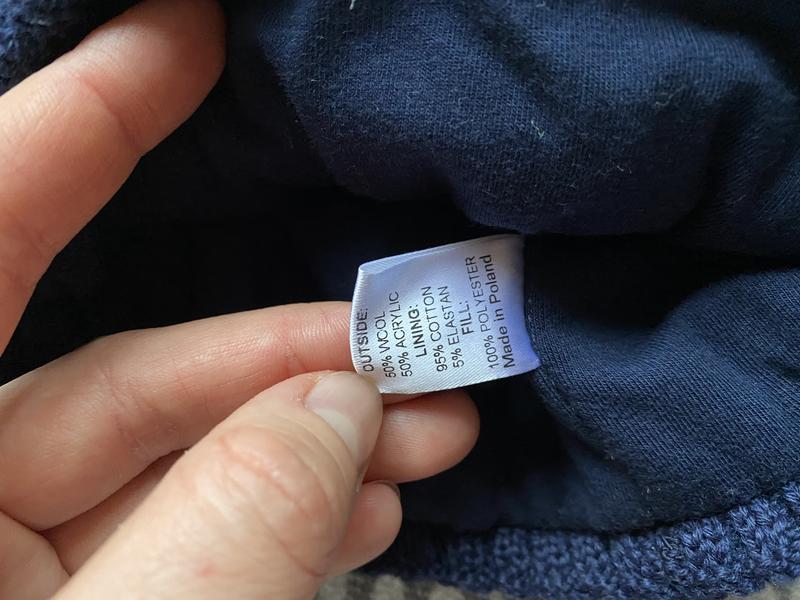 OUTSIDE:
50% WOOL
50% ACRYLIC
LINING:
95% COTTON
5% ELASTAN
FILL:
100% POLYESTER
Made in Poland